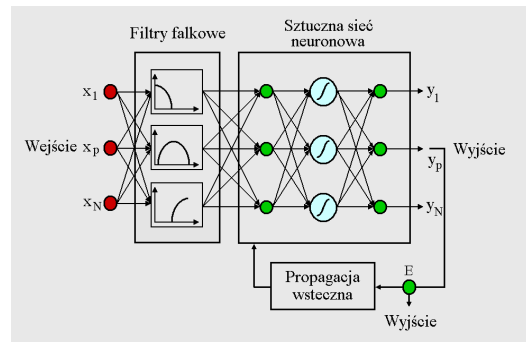 Filtry falkowe
Sztuczna sieć
neuronowa
x1
y1
Wejście xp
yp
Wyjście
xN
yN
Propagacja
wsteczna
E
Wyjście